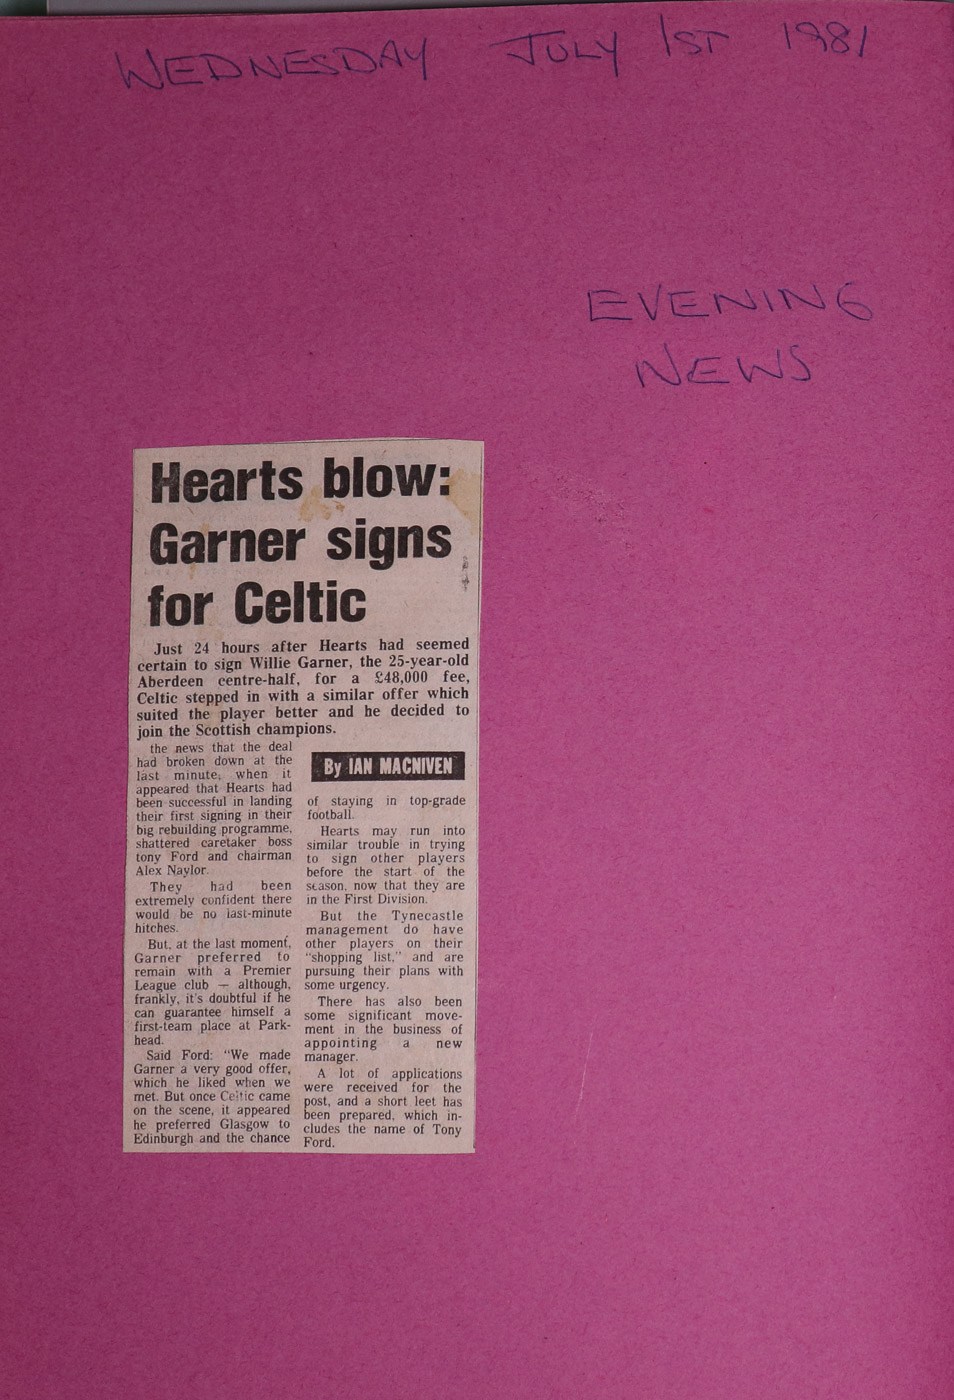 WEDNESDAY JULY 1ST 1981
EVENING
NEWS
Hearts blow:
Garner signs
for Celtic
Just 24 hours after Hearts had seemed
certain to sign Willie Garner, the 25-year-old
Aberdeen centre-half, for a £48,000 fee,
Celtic stepped in with a similar offer which
suited the player better and he decided to
join the Scottish champions.
the news that the deal
had broken down at the
last minute, when it
appeared that Hearts had
been successful in landing
their first signing in their
big rebuilding programme,
shattered caretaker boss
tony Ford and chairman
Alex Naylor.
They had been
extremely confident there
would be no last-minute
hitches.
But, at the last moment,
Garner preferred to
remain with a Premier
League club — although,
frankly, it's doubtful if he
can guarantee himself a
first-team place at Park-
head.
Said Ford: "We made
Garner a very good offer,
which he liked when we
met. But once Celtic came
on the scene, it appeared
he preferred Glasgow to
Edinburgh and the chance
By IAN MACNIVEN
of staying in top-grade
football.
Hearts may run into
similar trouble in trying
to sign other players
before the start of the
season, now that they are
in the First Division.
But the Tynecastle
management do have
other players on their
"shopping list," and are
pursuing their plans with
some urgency.
There has also been
some significant move-
ment in the business of
appointing a new
manager.
A lot of applications
were received for the
post, and a short leet has
been prepared, which in-
cludes the name of Tony
Ford.